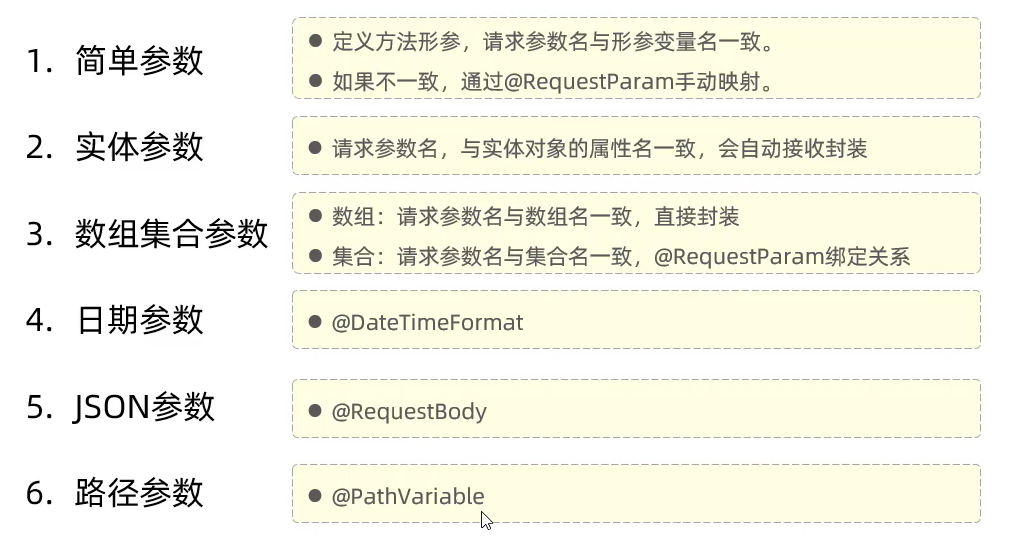 1. 简单参数
● 定义方法形参，请求参数名与形参变量名一致。
● 如果不一致，通过@RequestParam手动映射。
2. 实体参数
● 请求参数名，与实体对象的属性名一致，会自动接收封装
3. 数组集合参数
● 数组：请求参数名与数组名一致，直接封装
● 集合：请求参数名与集合名一致，@RequestParam绑定关系
4. 日期参数
● @DateTimeFormat
5. JSON参数
● @RequestBody
6. 路径参数
● @PathVariable